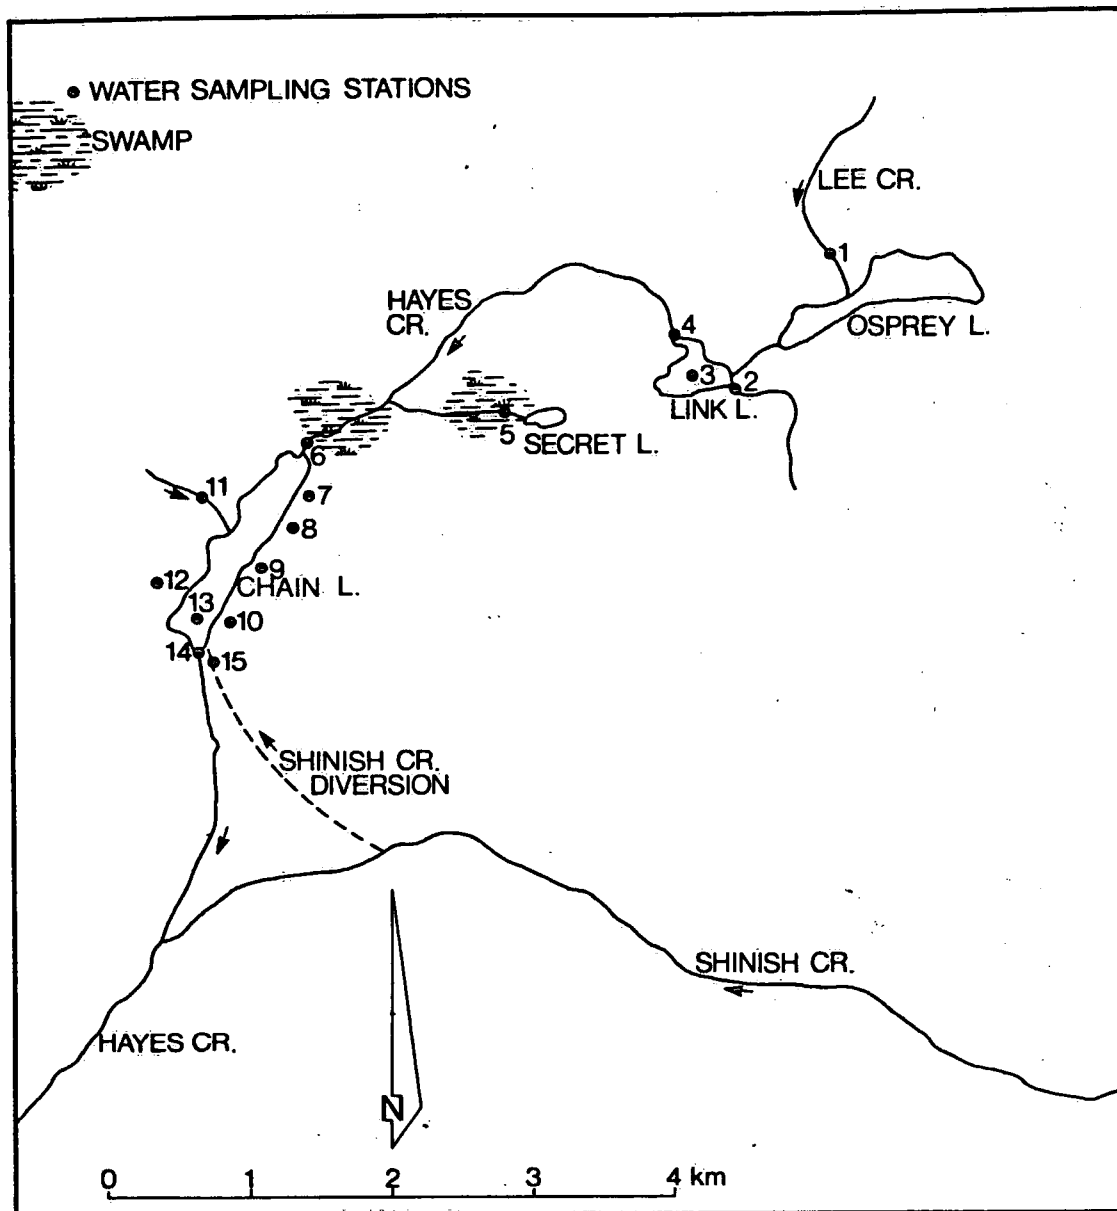 WATER SAMPLING STATIONS
SWAMP
LEE CR.
1
HAYES
CR.
OSPREY L.
4
3
2
LINK L.
5
SECRET L.
6
11
7
8
9
12
CHAIN L.
13
10
14
15
SHINISH CR.
DIVERSION
SHINISH CR.
HAYES CR.
N
0 1 2 3 4 km